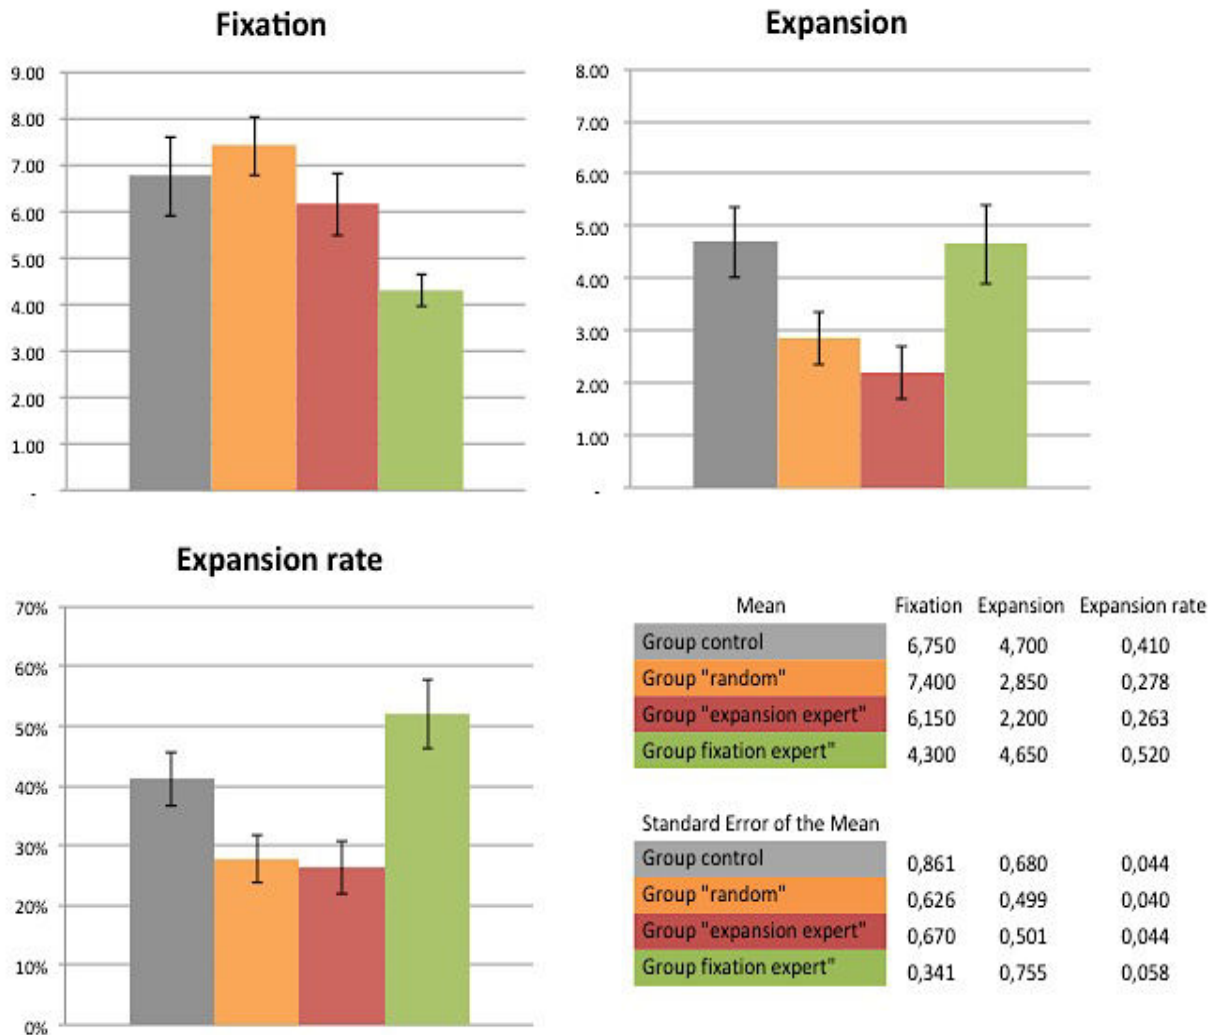 Fixation
9.00
8.00
7.00
6.00
5.00
4.00
3.00
2.00
1.00
-
Expansion
8.00
7.00
6.00
5.00
4.00
3.00
2.00
1.00
-
Expansion rate
70%
60%
50%
40%
30%
20%
10%
0%
Mean Fixation Expansion Expansion rate
Group control 6,750 4,700 0,410
Group "random" 7,400 2,850 0,278
Group "expansion expert" 6,150 2,200 0,263
Group fixation expert" 4,300 4,650 0,520
Standard Error of the Mean
Group control 0,861 0,680 0,044
Group "random" 0,626 0,499 0,040
Group "expansion expert" 0,670 0,501 0,044
Group fixation expert" 0,341 0,755 0,058